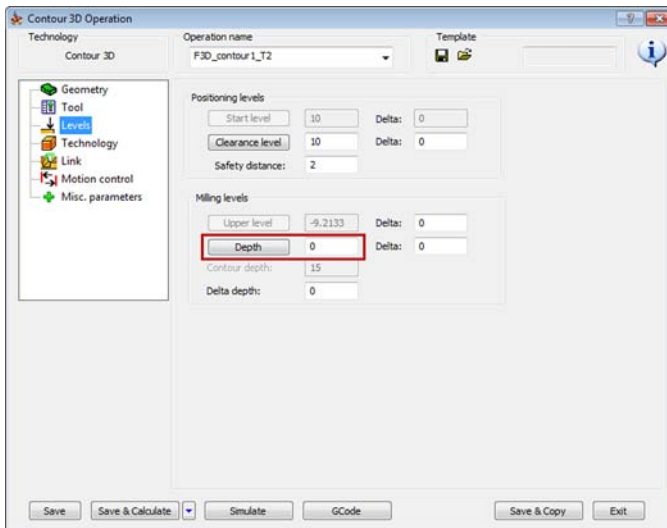 Contour 3D Operation
Technology
Contour 3D
Operation name
F3D_contour1_T2
Template
Geometry
Tool
Levels
Technology
Link
Motion control
Misc. parameters
Positioning levels
Start level 10 Delta: 0
Clearance level 10 Delta: 0
Safety distance: 2
Milling levels
Upper level -9.2133 Delta: 0
Depth 0 Delta: 0
Contour depth: 15
Delta depth: 0
Save Save & Calculate Simulate GCode Save & Copy Exit